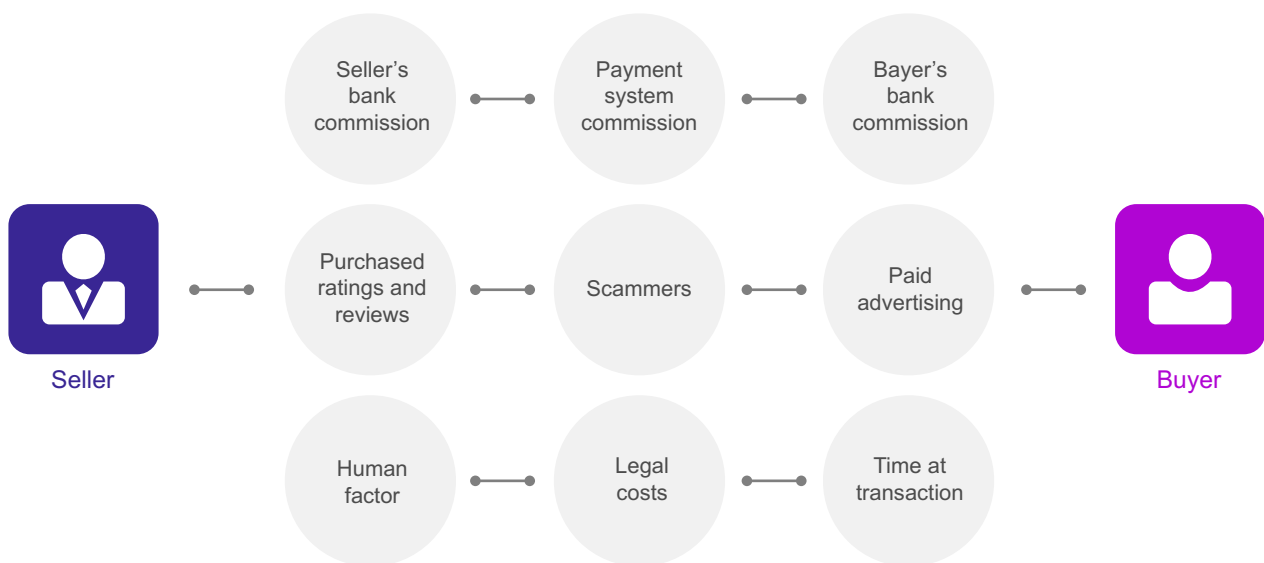 Seller's
bank
commission
Payment
system
commission
Bayer's
bank
commission
Purchased
ratings and
reviews
Scammers
Paid
advertising
Seller
Buyer
Human
factor
Legal
costs
Time at
transaction